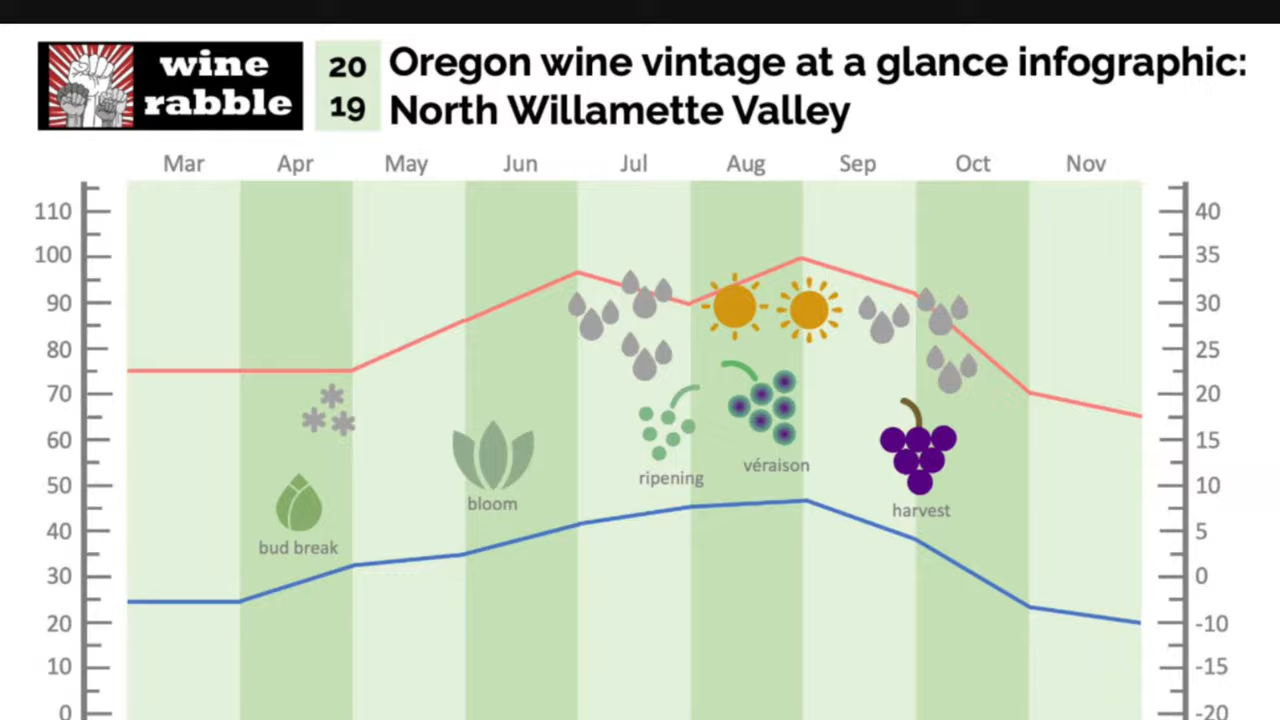 wine
rabble
20
19
Oregon wine vintage at a glance infographic:
North Willamette Valley
Mar Apr May Jun Jul Aug Sep Oct Nov
110 40
100 35
90 30
80 25
70 20
60 15
50 10
40 5
30 0
20 -10
10 -15
0 -20
véraison
ripening
bloom
harvest
bud break